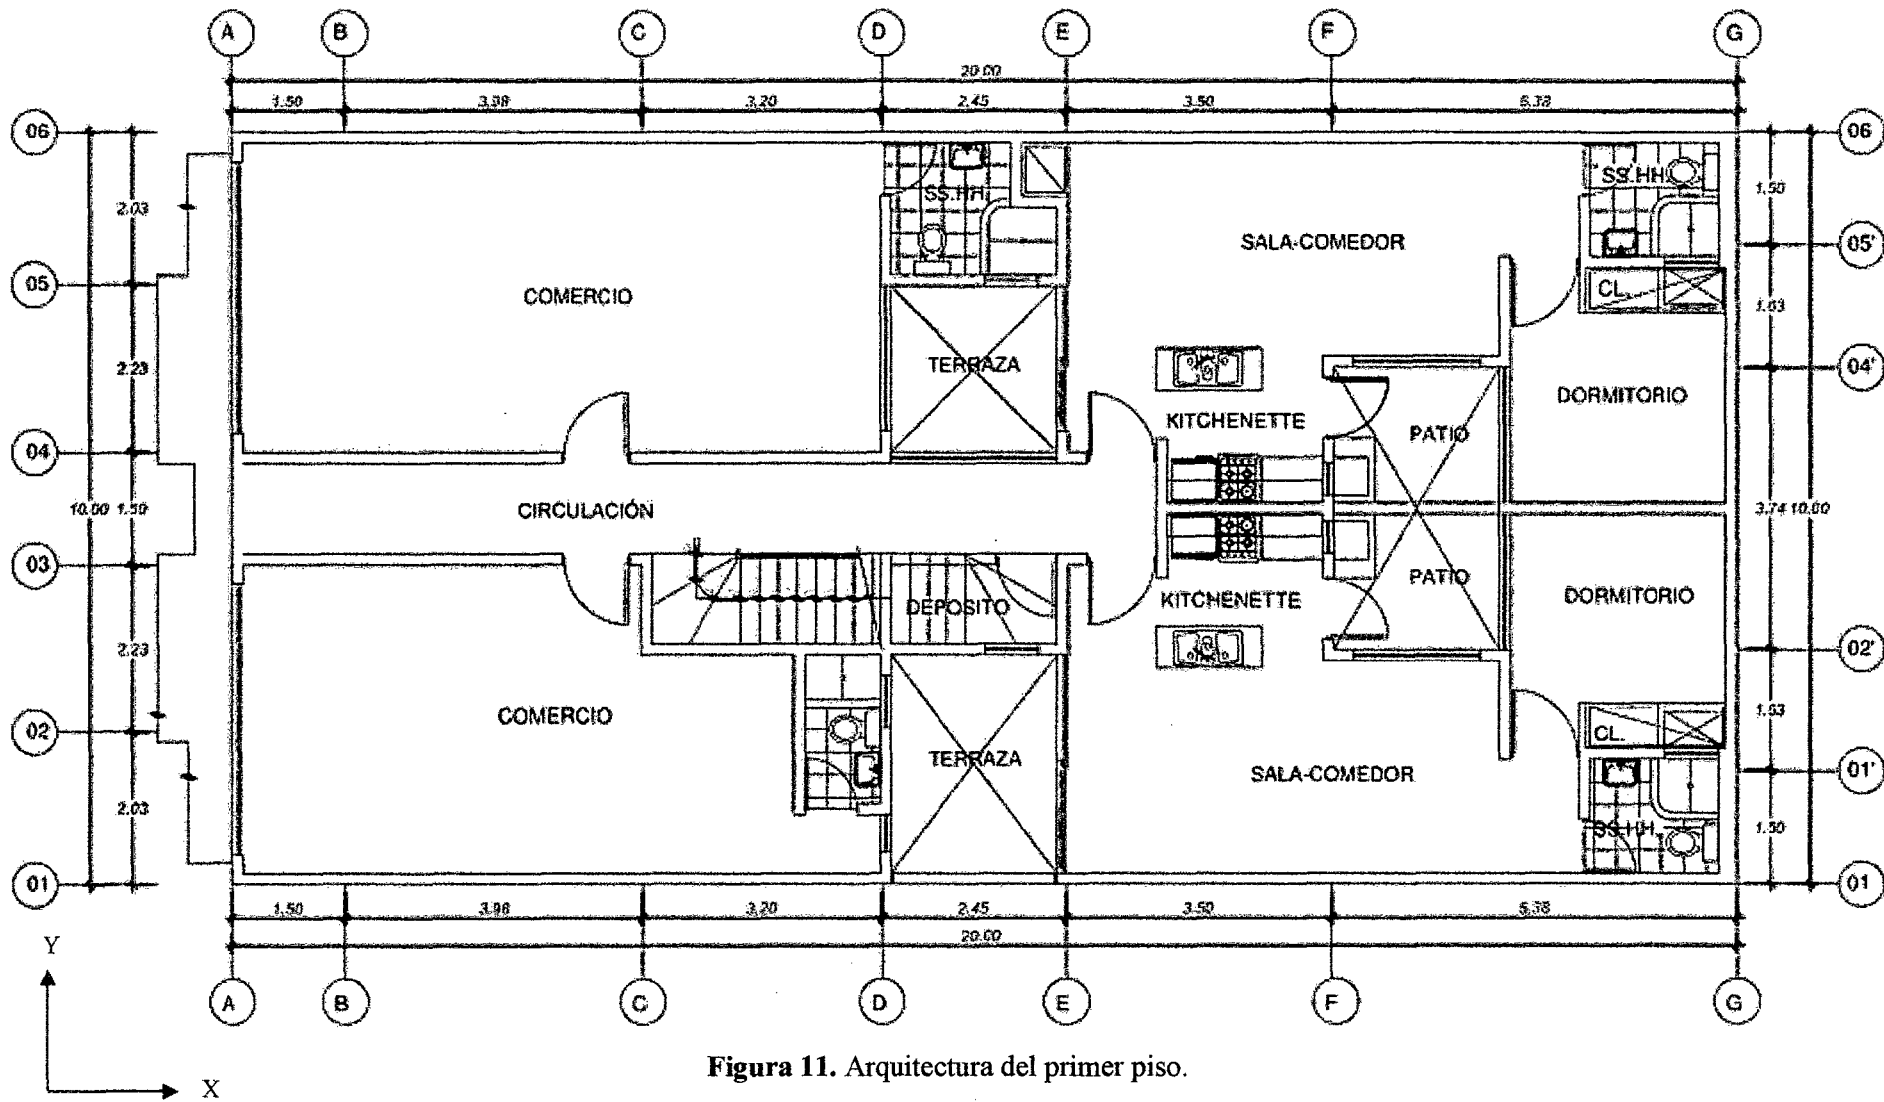 A B C D E F G
20.00
1.50 3.98 3.20 2.45 3.50 5.38
06 06
2.03 SS.HH. SS.HH. 1.50
SALA-COMEDOR 05'
05 COMERCIO CL. 1.63
2.23 TERRAZA 04'
DORMITORIO
KITCHENETTE PATIO
04
10.00 1.50 CIRCULACIÓN 3.74 10.00
03 PATIO
DEPOSITO KITCHENETTE DORMITORIO
2.23 02'
COMERCIO 1.63
02 CL.
TERRAZA SALA-COMEDOR 01'
2.03 SS.HH. 1.50
01 01
1.50 3.98 3.20 2.45 3.50 5.38
20.00
Y
A B C D E F G
Figura 11. Arquitectura del primer piso.
X